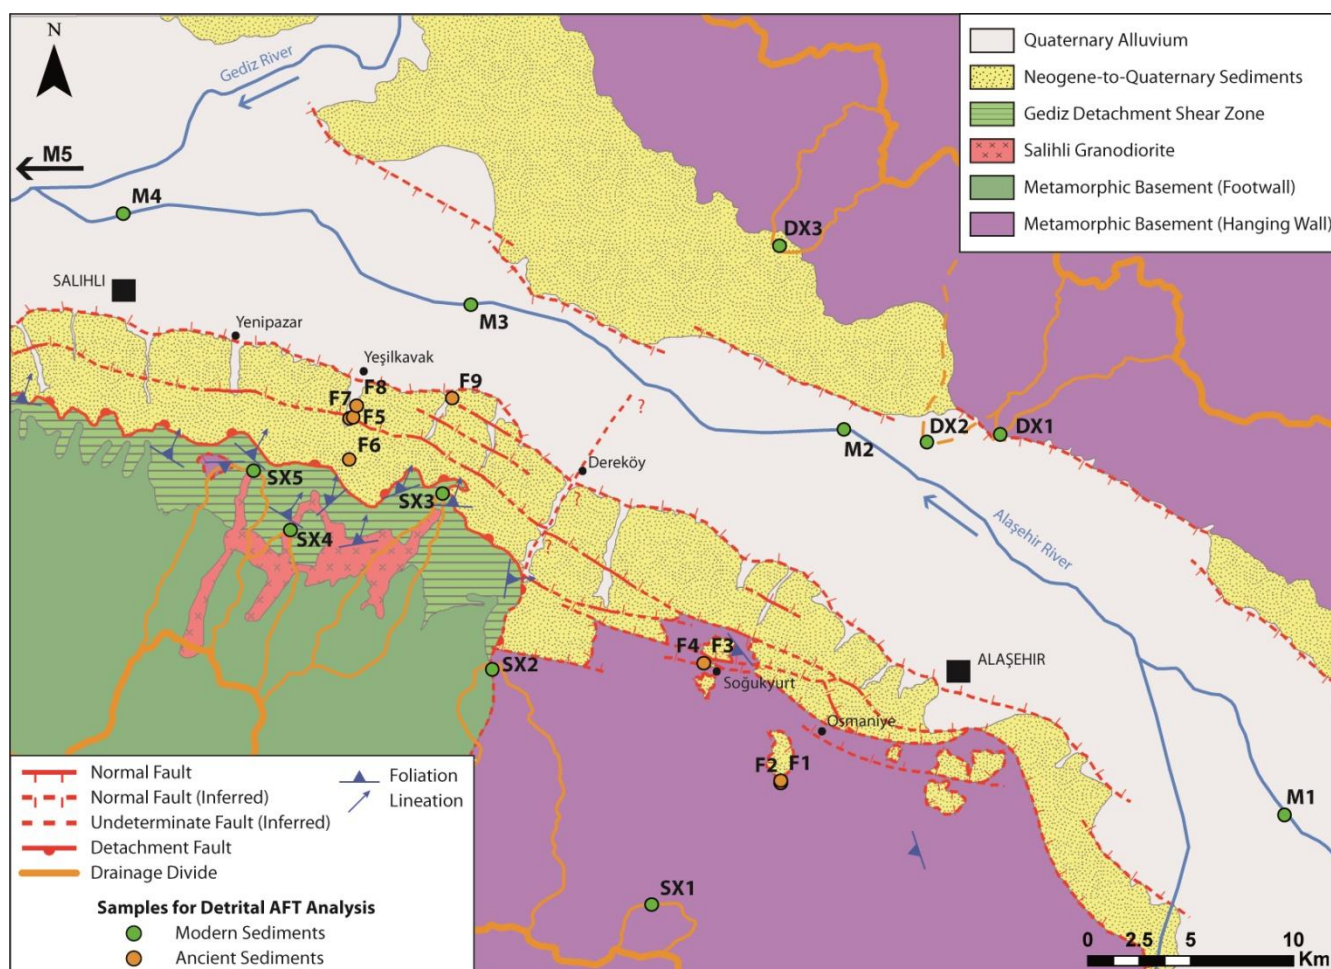 N
Gediz River
M5
M4
SALIHLI
Yenipazar
Yeşilkavak
M3
F8
F7
F5
F9
F6
SX5
SX3
SX4
Dereköy
?
?
?
M2
DX3
DX2
DX1
Alaşehir River
SX2
F4
F3
Soğukyurt
ALAŞEHIR
Osmaniye
F2
F1
M1
SX1
Quaternary Alluvium
Neogene-to-Quaternary Sediments
Gediz Detachment Shear Zone
Salihli Granodiorite
Metamorphic Basement (Footwall)
Metamorphic Basement (Hanging Wall)
Normal Fault
Normal Fault (Inferred)
Undeterminate Fault (Inferred)
Detachment Fault
Drainage Divide
Foliation
Lineation
Samples for Detrital AFT Analysis
Modern Sediments
Ancient Sediments
0 2.5 5 10
Km